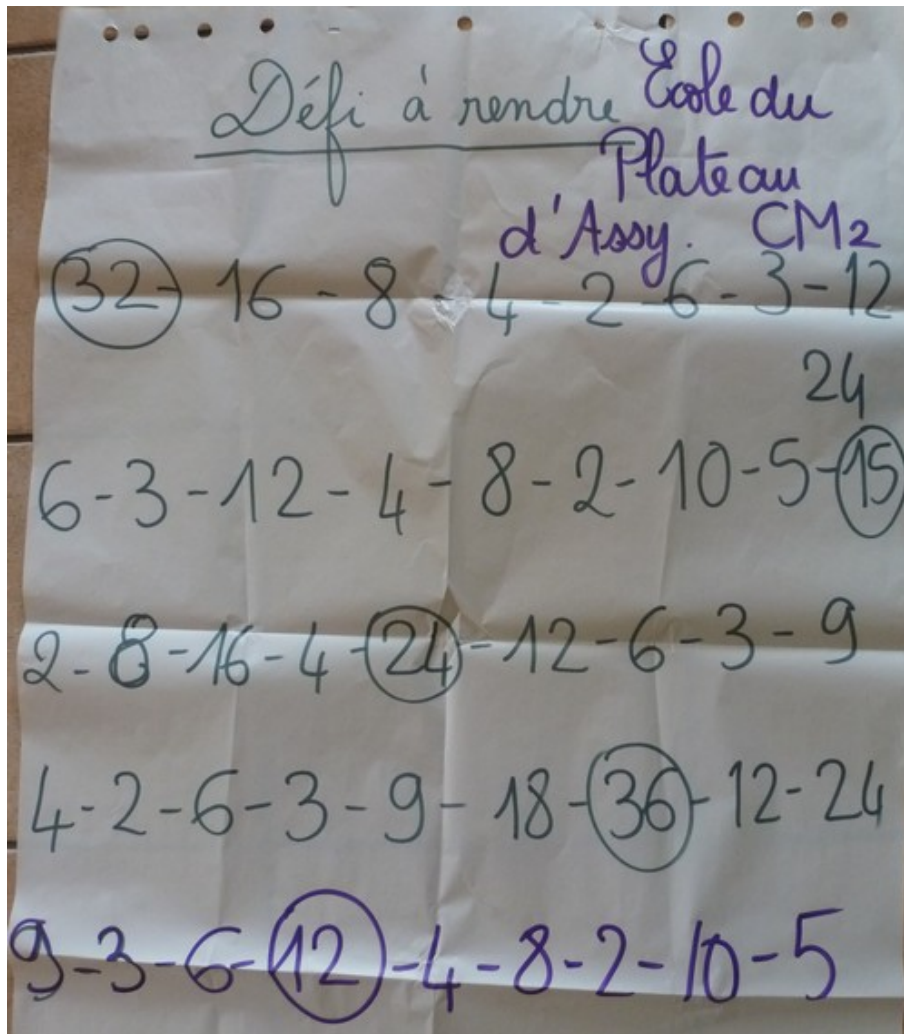 Défi à rendre Ecole du
Plateau
d'Assy. CM2
32 - 16 - 8 - 4 - 2 - 6 - 3 - 12
24
6 - 3 - 12 - 4 - 8 - 2 - 10 - 5 - 15
2 - 8 - 16 - 4 - 24 - 12 - 6 - 3 - 9
4 - 2 - 6 - 3 - 9 - 18 - 36 - 12 - 24
9 - 3 - 6 - 12 - 4 - 8 - 2 - 10 - 5